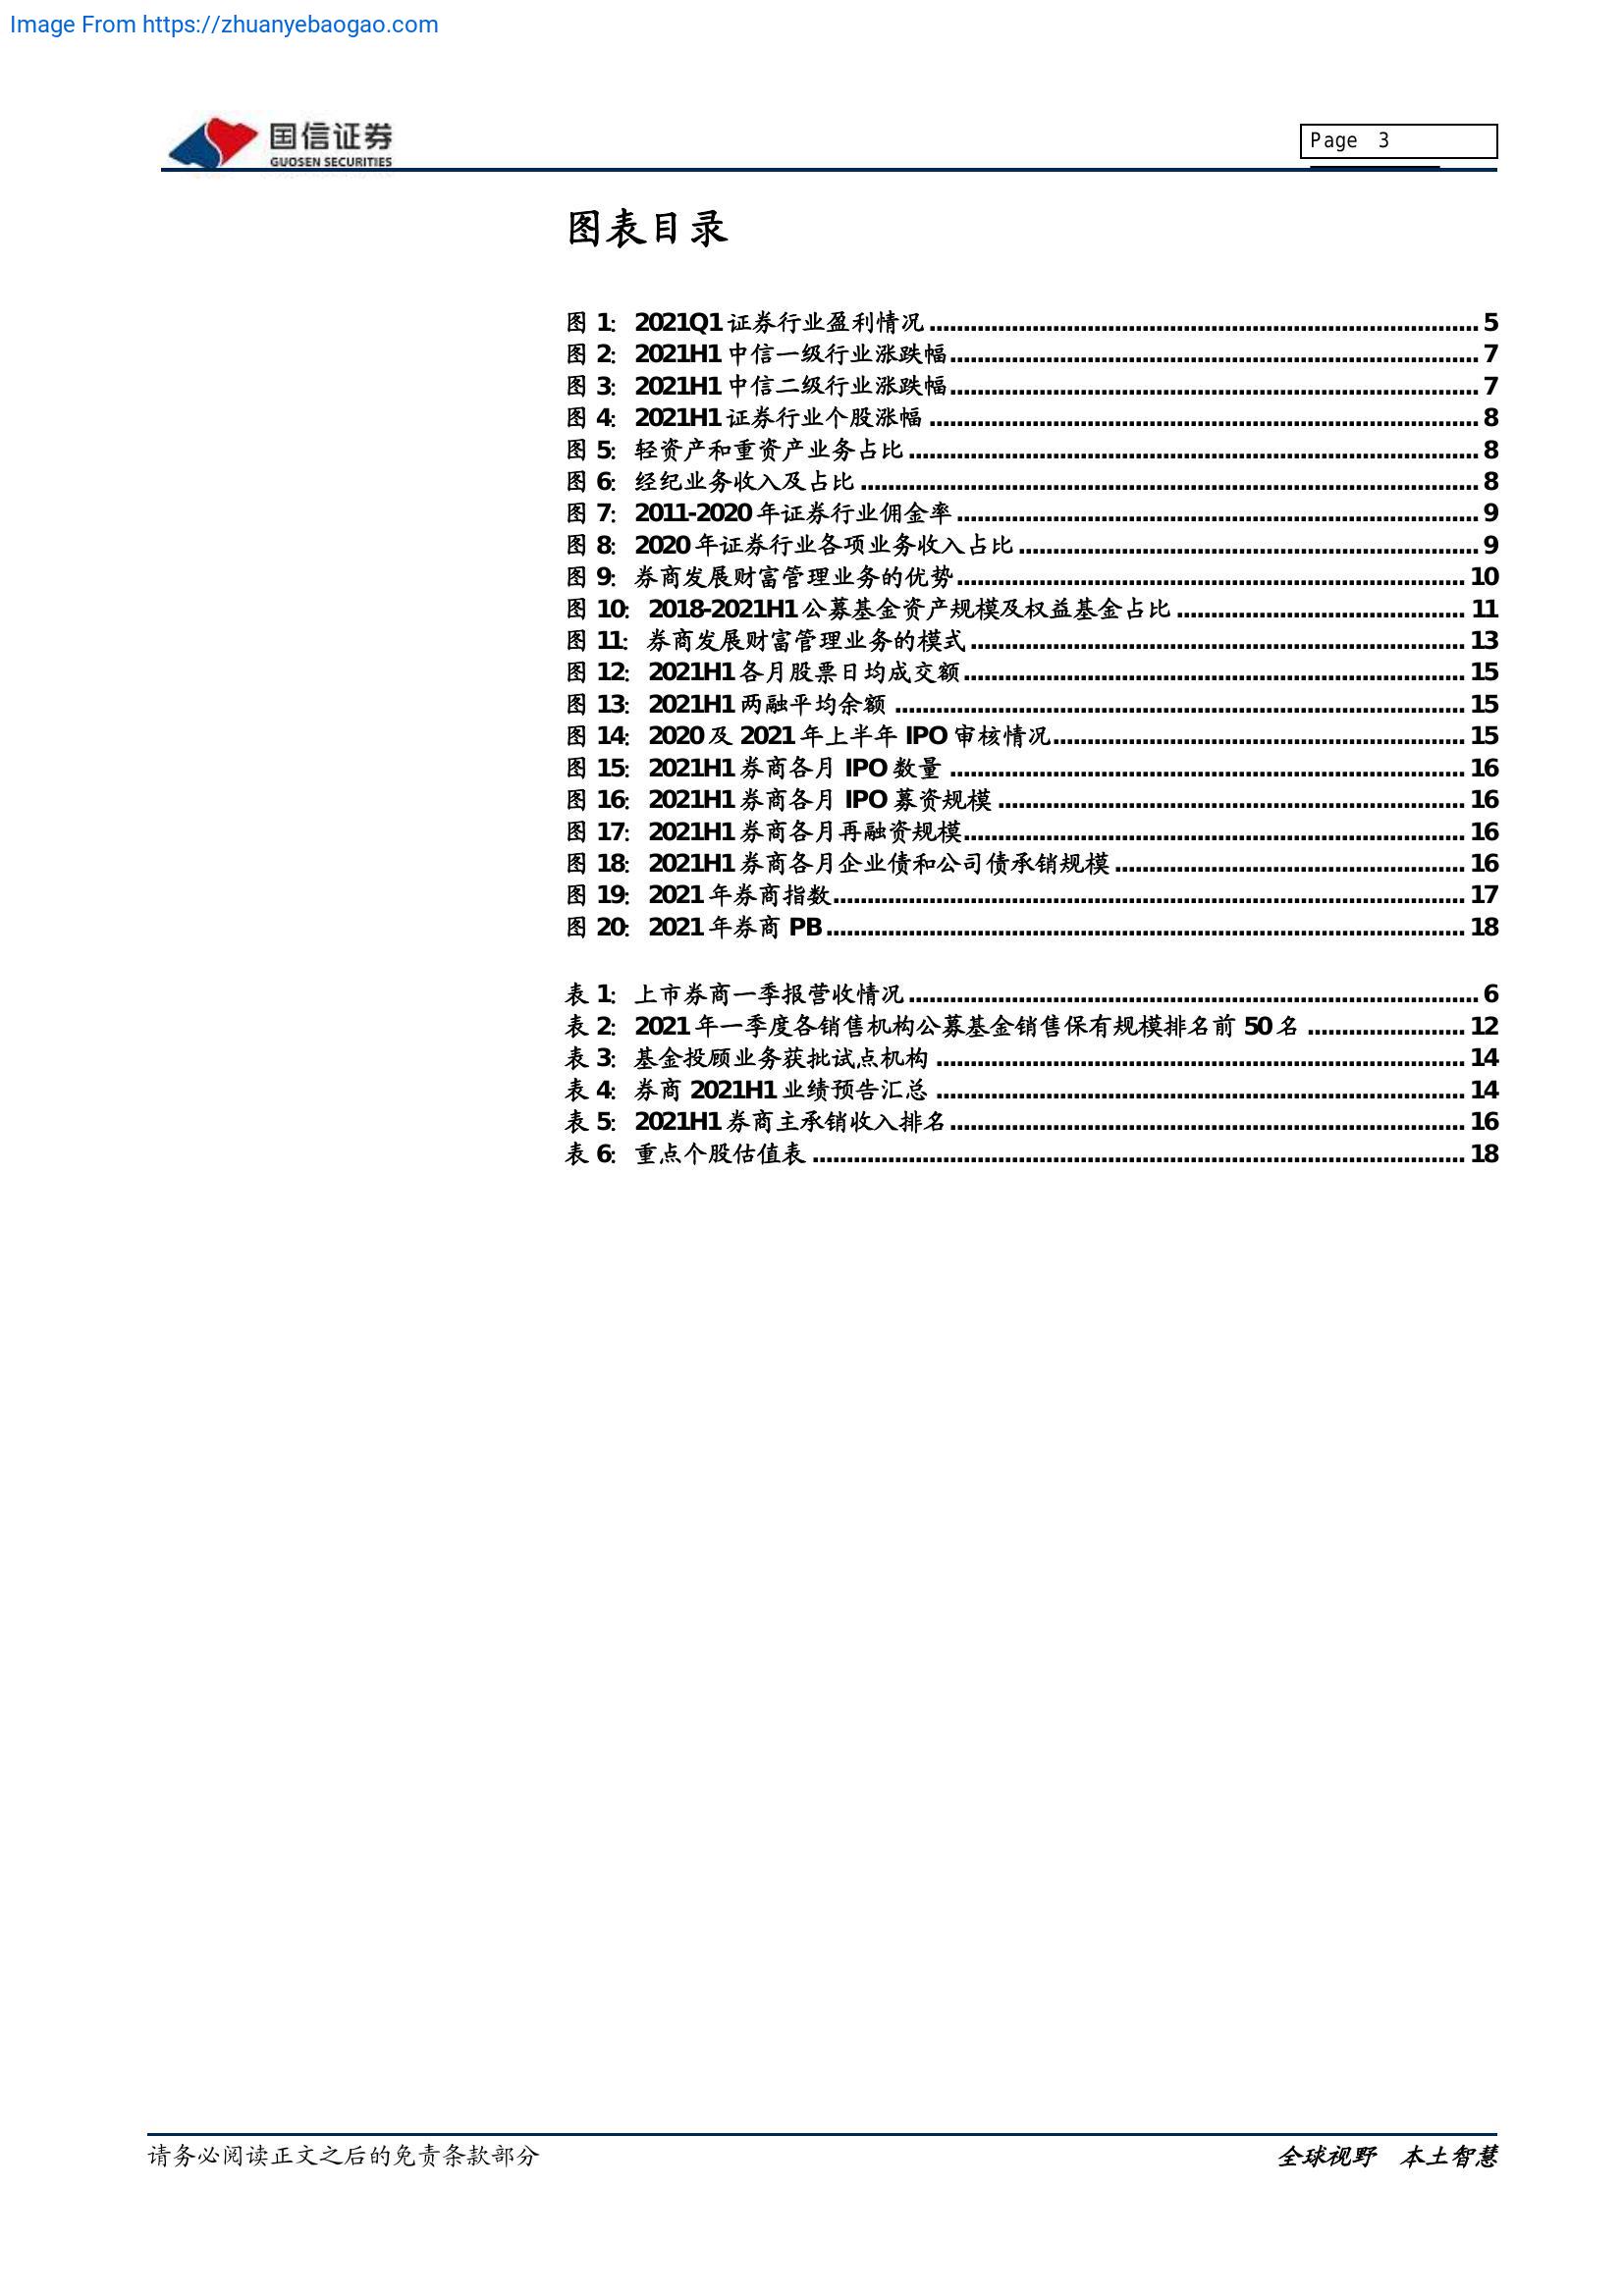 Image From https://zhuanyebaogao.com
国信证券
GUOSEN SECURITIES
Page 3
图表目录
图 1: 2021Q1 证券行业盈利情况 ........ 5
图 2: 2021H1 中信一级行业涨跌幅 ........ 7
图 3: 2021H1 中信二级行业涨跌幅 ........ 7
图 4: 2021H1 证券行业个股涨幅 ........ 8
图 5: 轻资产和重资产业务占比 ........ 8
图 6: 经纪业务收入及占比 ........ 8
图 7: 2011-2020 年证券行业佣金率 ........ 9
图 8: 2020 年证券行业各项业务收入占比 ........ 9
图 9: 券商发展财富管理业务的优势 ........ 10
图 10: 2018-2021H1 公募基金资产规模及权益基金占比 ........ 11
图 11: 券商发展财富管理业务的模式 ........ 13
图 12: 2021H1 各月股票日均成交额 ........ 15
图 13: 2021H1 两融平均余额 ........ 15
图 14: 2020 及 2021 年上半年 IPO 审核情况 ........ 15
图 15: 2021H1 券商各月 IPO 数量 ........ 16
图 16: 2021H1 券商各月 IPO 募资规模 ........ 16
图 17: 2021H1 券商各月再融资规模 ........ 16
图 18: 2021H1 券商各月企业债和公司债承销规模 ........ 16
图 19: 2021 年券商指数 ........ 17
图 20: 2021 年券商 PB ........ 18
表 1: 上市券商一季报营收情况 ........ 6
表 2: 2021 年一季度各销售机构公募基金销售保有规模排名前 50 名 ........ 12
表 3: 基金投顾业务获批试点机构 ........ 14
表 4: 券商 2021H1 业绩预告汇总 ........ 14
表 5: 2021H1 券商主承销收入排名 ........ 16
表 6: 重点个股估值表 ........ 18
请务必阅读正文之后的免责条款部分
全球视野 本土智慧